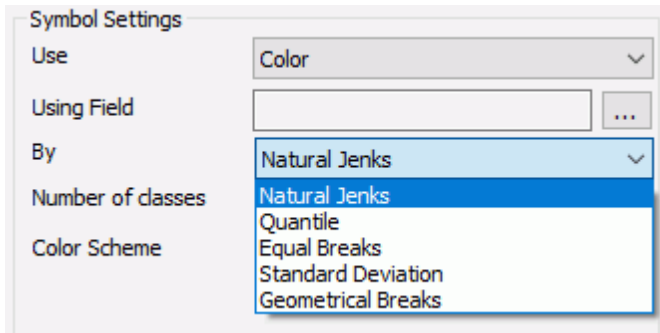 Symbol Settings
Use Color
Using Field ...
By Natural Jenks
Number of classes Natural Jenks
Quantile
Color Scheme Equal Breaks
Standard Deviation
Geometrical Breaks